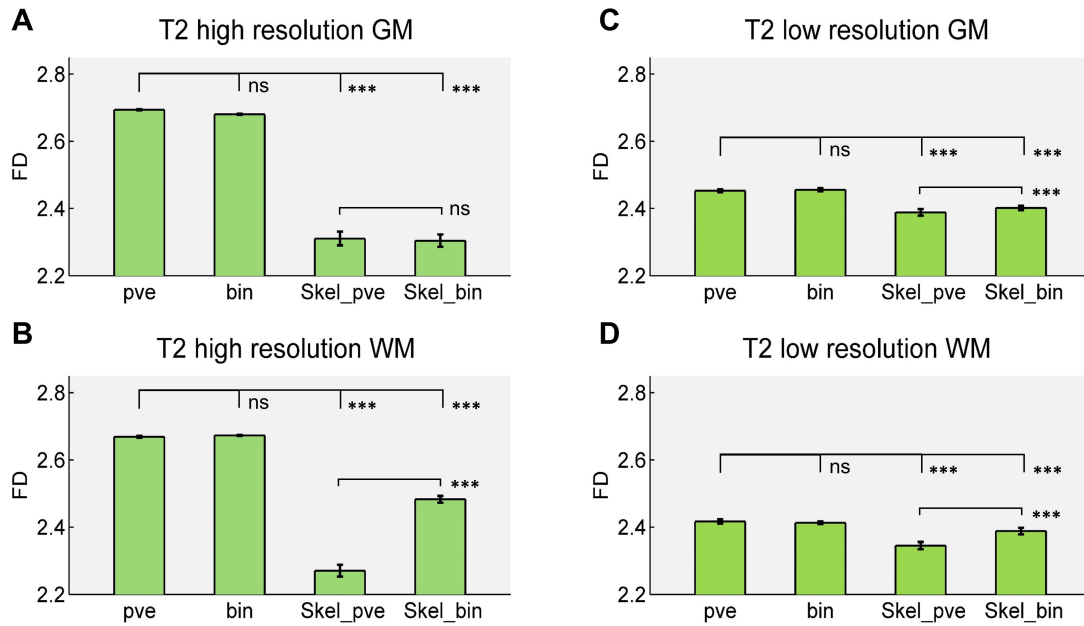 A
T2 high resolution GM
2.8
2.6
2.4
2.2
FD
ns
***
***
ns
pve
bin
Skel_pve
Skel_bin
B
T2 high resolution WM
2.8
2.6
2.4
2.2
FD
ns
***
***
***
pve
bin
Skel_pve
Skel_bin
C
T2 low resolution GM
2.8
2.6
2.4
2.2
FD
ns
***
***
***
pve
bin
Skel_pve
Skel_bin
D
T2 low resolution WM
2.8
2.6
2.4
2.2
FD
ns
***
***
***
pve
bin
Skel_pve
Skel_bin